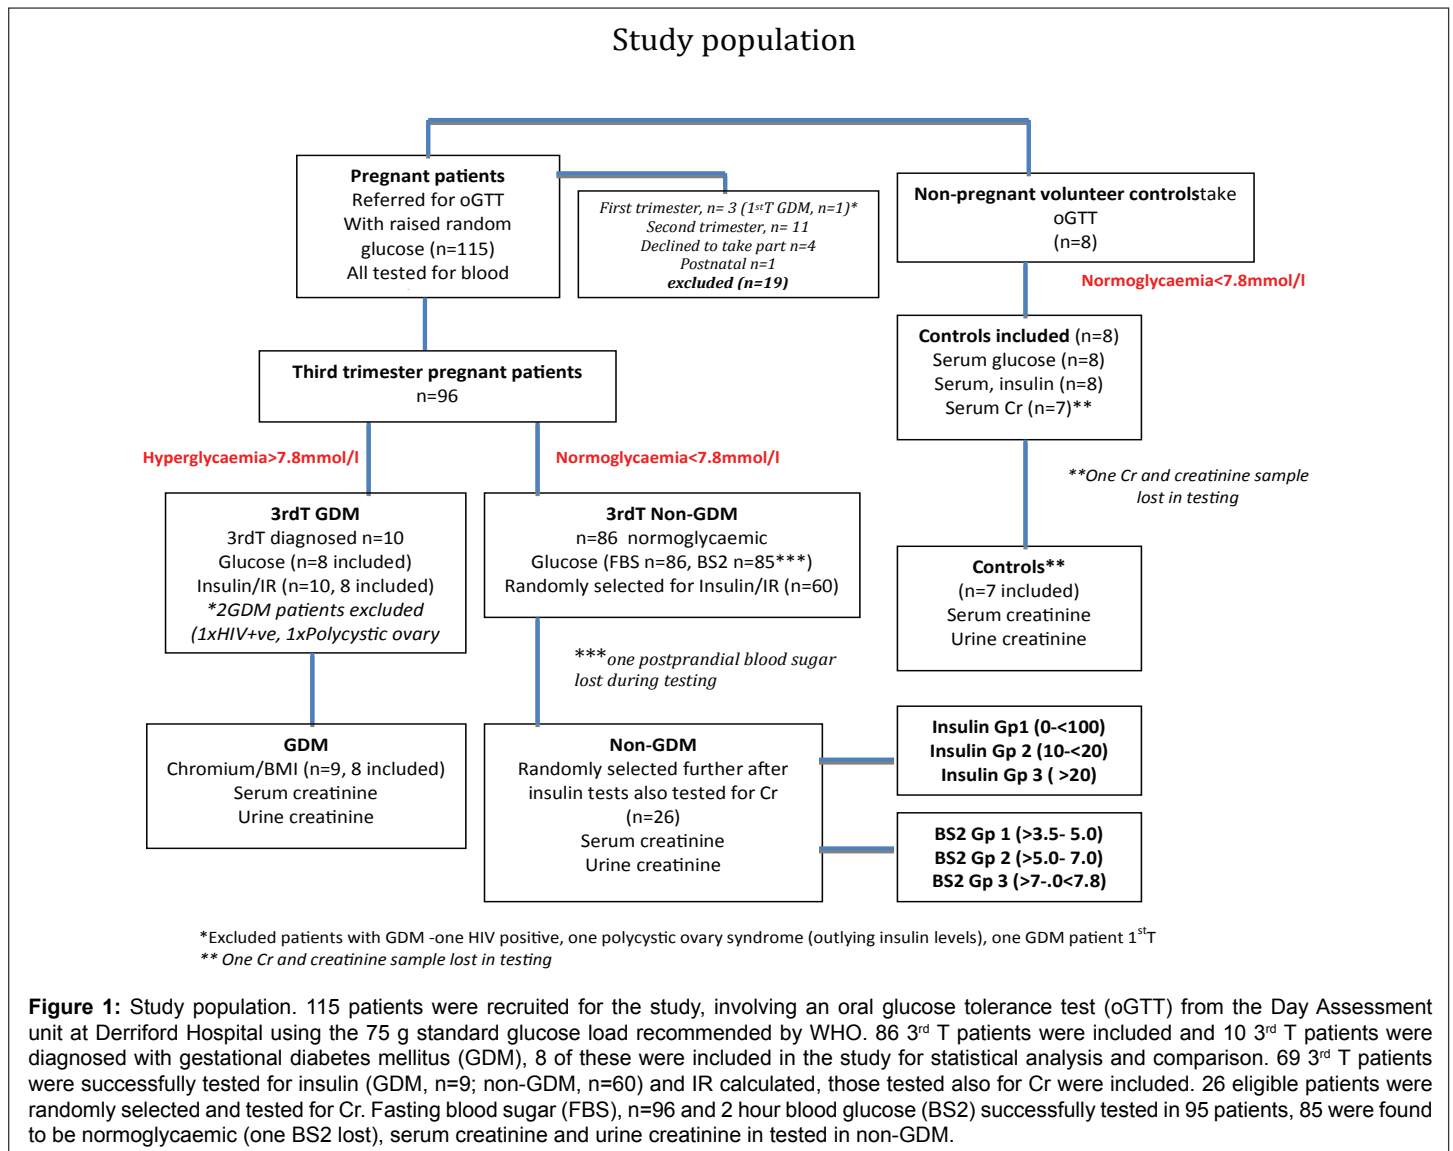 Study population
Pregnant patients
Referred for oGTT
With raised random
glucose (n=115)
All tested for blood
First trimester, n= 3 (1stT GDM, n=1)*
Second trimester, n= 11
Declined to take part n=4
Postnatal n=1
excluded (n=19)
Non-pregnant volunteer controlstake
oGTT
(n=8)
Normoglycaemia<7.8mmol/l
Controls included (n=8)
Serum glucose (n=8)
Serum, insulin (n=8)
Serum Cr (n=7)**
Third trimester pregnant patients
n=96
Hyperglycaemia>7.8mmol/l
Normoglycaemia<7.8mmol/l
**One Cr and creatinine sample
lost in testing
3rdT GDM
3rdT diagnosed n=10
Glucose (n=8 included)
Insulin/IR (n=10, 8 included)
*2GDM patients excluded
(1xHIV+ve, 1xPolycystic ovary
3rdT Non-GDM
n=86 normoglycaemic
Glucose (FBS n=86, BS2 n=85***)
Randomly selected for Insulin/IR (n=60)
Controls**
(n=7 included)
Serum creatinine
Urine creatinine
***one postprandial blood sugar
lost during testing
GDM
Chromium/BMI (n=9, 8 included)
Serum creatinine
Urine creatinine
Non-GDM
Randomly selected further after
insulin tests also tested for Cr
(n=26)
Serum creatinine
Urine creatinine
Insulin Gp1 (0-<100)
Insulin Gp 2 (10-<20)
Insulin Gp 3 ( >20)
BS2 Gp 1 (>3.5- 5.0)
BS2 Gp 2 (>5.0- 7.0)
BS2 Gp 3 (>7-.0<7.8)
*Excluded patients with GDM -one HIV positive, one polycystic ovary syndrome (outlying insulin levels), one GDM patient 1stT
** One Cr and creatinine sample lost in testing
Figure 1: Study population. 115 patients were recruited for the study, involving an oral glucose tolerance test (oGTT) from the Day Assessment
unit at Derriford Hospital using the 75 g standard glucose load recommended by WHO. 86 3rd T patients were included and 10 3rd T patients were
diagnosed with gestational diabetes mellitus (GDM), 8 of these were included in the study for statistical analysis and comparison. 69 3rd T patients
were successfully tested for insulin (GDM, n=9; non-GDM, n=60) and IR calculated, those tested also for Cr were included. 26 eligible patients were
randomly selected and tested for Cr. Fasting blood sugar (FBS), n=96 and 2 hour blood glucose (BS2) successfully tested in 95 patients, 85 were found
to be normoglycaemic (one BS2 lost), serum creatinine and urine creatinine in tested in non-GDM.